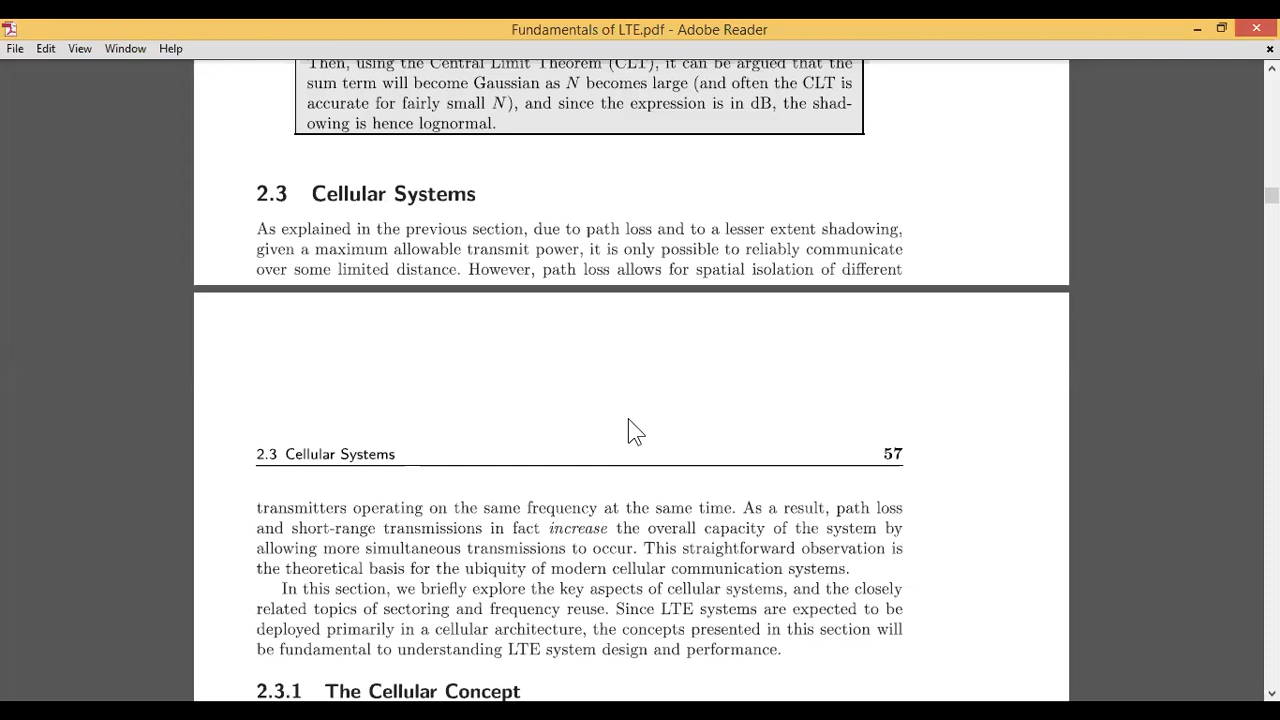 Fundamentals of LTE.pdf - Adobe Reader
File Edit View Window Help
Then, using the Central Limit Theorem (CLT), it can be argued that the
sum term will become Gaussian as N becomes large (and often the CLT is
accurate for fairly small N), and since the expression is in dB, the shad-
owing is hence lognormal.
2.3 Cellular Systems
As explained in the previous section, due to path loss and to a lesser extent shadowing,
given a maximum allowable transmit power, it is only possible to reliably communicate
over some limited distance. However, path loss allows for spatial isolation of different
2.3 Cellular Systems 57
transmitters operating on the same frequency at the same time. As a result, path loss
and short-range transmissions in fact increase the overall capacity of the system by
allowing more simultaneous transmissions to occur. This straightforward observation is
the theoretical basis for the ubiquity of modern cellular communication systems.
In this section, we briefly explore the key aspects of cellular systems, and the closely
related topics of sectoring and frequency reuse. Since LTE systems are expected to be
deployed primarily in a cellular architecture, the concepts presented in this section will
be fundamental to understanding LTE system design and performance.
2.3.1 The Cellular Concept